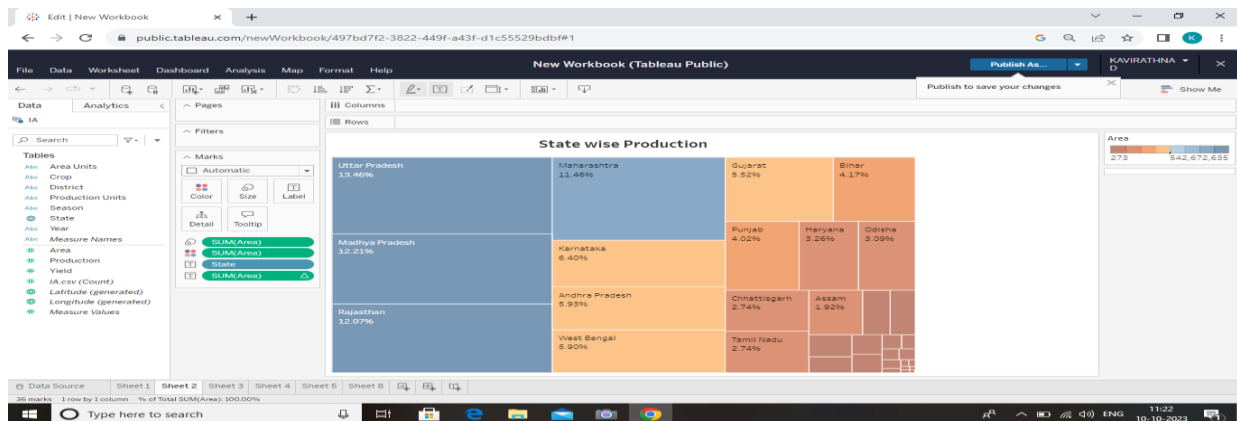 Edit | New Workbook
public.tableau.com/newWorkbook/497bd7f2-3822-449f-a43f-d1c55529bdbf#1
G
K
File Data Worksheet Dashboard Analysis Map Format Help
New Workbook (Tableau Public)
Publish As...
KAVIRATHNA D
Publish to save your changes
Show Me
Data Analytics
IA
Search
Tables
Abc Area Units
Abc Crop
Abc District
Abc Production Units
Abc Season
State
Abc Year
Abc Measure Names
# Area
# Production
# Yield
# IA.csv (Count)
Latitude (generated)
Longitude (generated)
# Measure Values
Pages
Filters
Marks
Automatic
Color Size Label
Detail Tooltip
SUM(Area)
SUM(Area)
State
SUM(Area)
Columns
Rows
State wise Production
Uttar Pradesh
13.46%
Madhya Pradesh
12.21%
Rajasthan
12.07%
Maharashtra
11.46%
Karnataka
6.40%
Andhra Pradesh
5.93%
West Bengal
5.90%
Gujarat
5.52%
Bihar
4.17%
Punjab
4.02%
Haryana
3.26%
Odisha
3.09%
Chhattisgarh
2.74%
Assam
1.92%
Tamil Nadu
2.74%
Area
273 542,672,635
Data Source Sheet 1 Sheet 2 Sheet 3 Sheet 4 Sheet 5 Sheet 8
36 marks 1 row by 1 column % of Total SUM(Area): 100.00%
Type here to search
ENG
11:22
10-10-2023